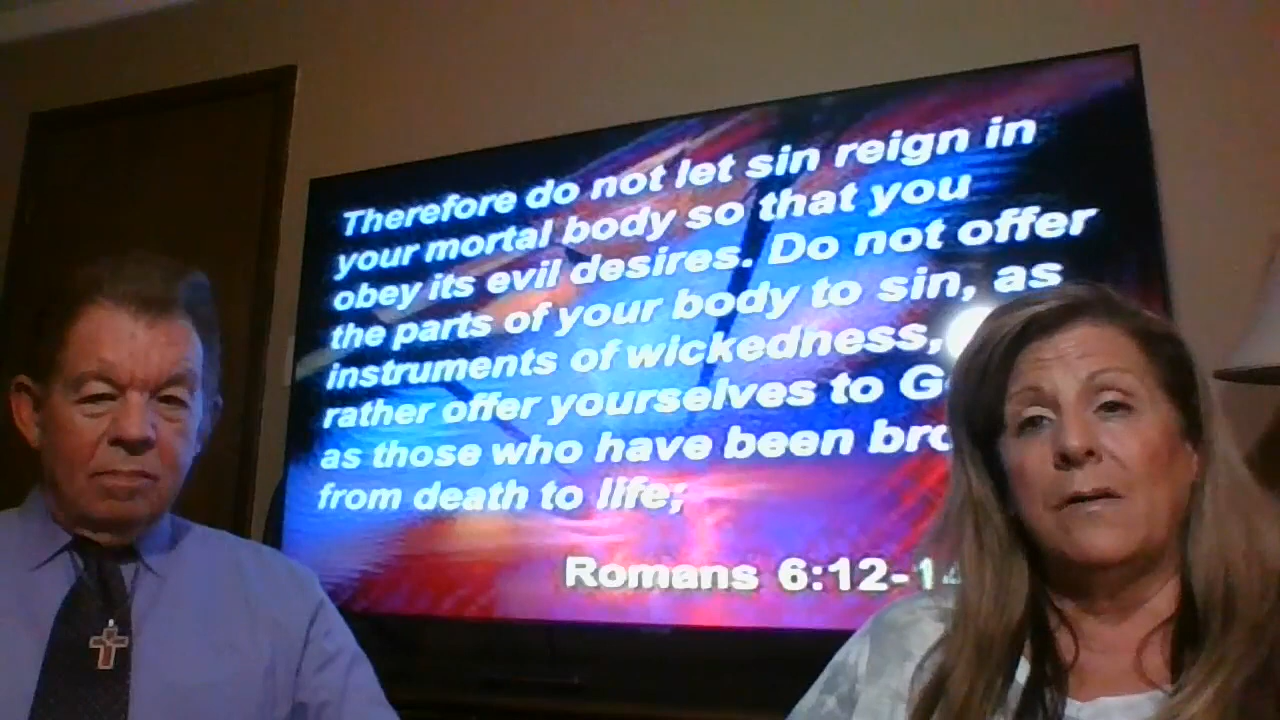 Therefore do not let sin reign in
your mortal body so that you
obey its evil desires. Do not offer
the parts of your body to sin, as
instruments of wickedness,
rather offer yourselves to
as those who have been
from death to life;
Romans 6:12-14